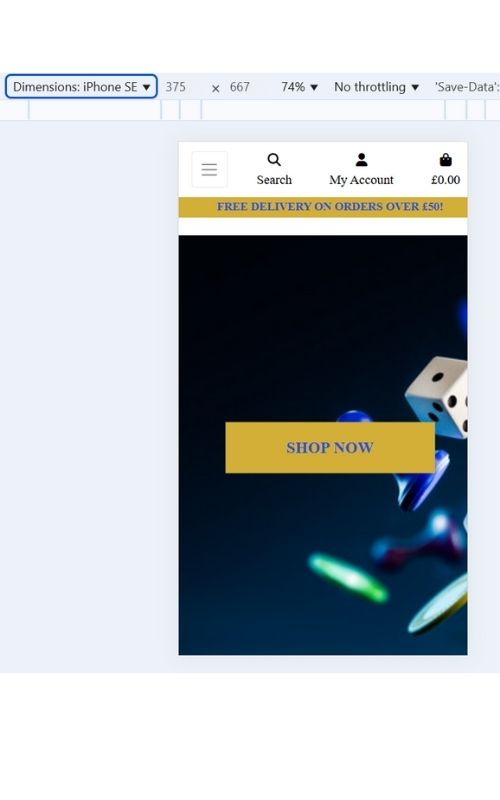 Dimensions: iPhone SE 375 × 667 74% No throttling 'Save-Data':
Search My Account £0.00
FREE DELIVERY ON ORDERS OVER £50!
SHOP NOW